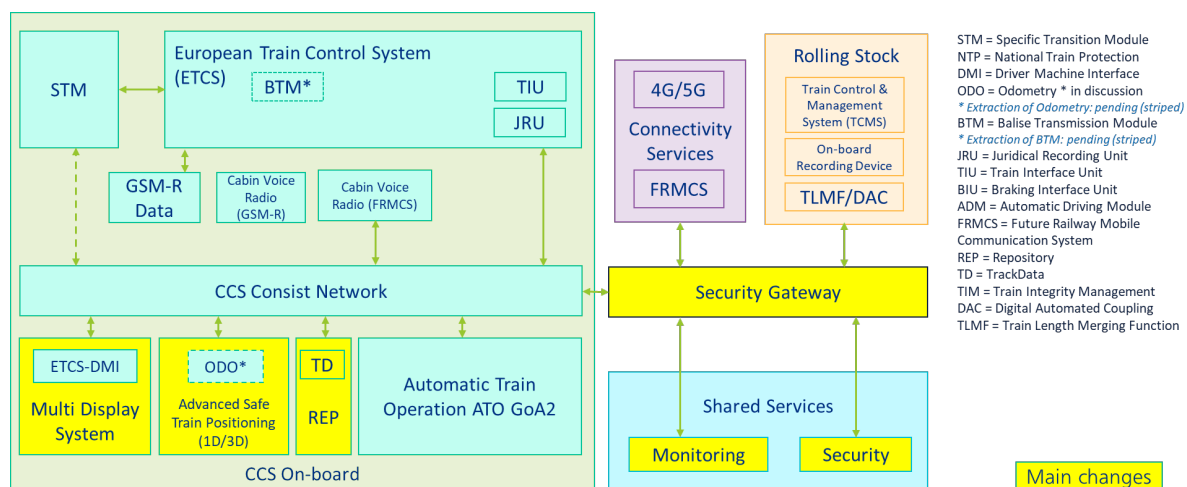 STM
European Train Control System
(ETCS)
BTM*
TIU
JRU
GSM-R
Data
Cabin Voice
Radio
(GSM-R)
Cabin Voice
Radio (FRMCS)
CCS Consist Network
ETCS-DMI
Multi Display
System
ODO*
Advanced Safe
Train Positioning
(1D/3D)
TD
REP
Automatic Train
Operation ATO GoA2
CCS On-board
4G/5G
Connectivity
Services
FRMCS
Rolling Stock
Train Control &
Management
System (TCMS)
On-board
Recording Device
TLMF/DAC
Security Gateway
Shared Services
Monitoring
Security
STM = Specific Transition Module
NTP = National Train Protection
DMI = Driver Machine Interface
ODO = Odometry * in discussion
* Extraction of Odometry: pending (striped)
BTM = Balise Transmission Module
* Extraction of BTM: pending (striped)
JRU = Juridical Recording Unit
TIU = Train Interface Unit
BIU = Braking Interface Unit
ADM = Automatic Driving Module
FRMCS = Future Railway Mobile
Communication System
REP = Repository
TD = TrackData
TIM = Train Integrity Management
DAC = Digital Automated Coupling
TLMF = Train Length Merging Function
Main changes